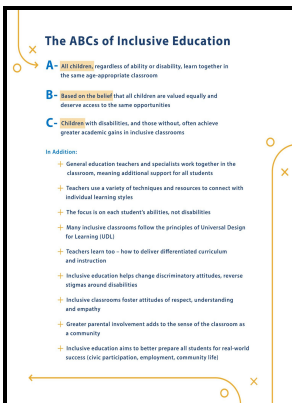 The ABCs of Inclusive Education
A– All children, regardless of ability or disability, learn together in
the same age-appropriate classroom
B– Based on the belief that all children are valued equally and
deserve access to the same opportunities
C– Children with disabilities, and those without, often achieve
greater academic gains in inclusive classrooms
In Addition:
+ General education teachers and specialists work together in the
classroom, meaning additional support for all students
+ Teachers use a variety of techniques and resources to connect with
individual learning styles
+ The focus is on each student's abilities, not disabilities
+ Many inclusive classrooms follow the principles of Universal Design
for Learning (UDL)
+ Teachers learn too – how to deliver differentiated curriculum
and instruction
+ Inclusive education helps change discriminatory attitudes, reverse
stigmas around disabilities
+ Inclusive classrooms foster attitudes of respect, understanding
and empathy
+ Greater parental involvement adds to the sense of the classroom as
a community
+ Inclusive education aims to better prepare all students for real-world
success (civic participation, employment, community life)